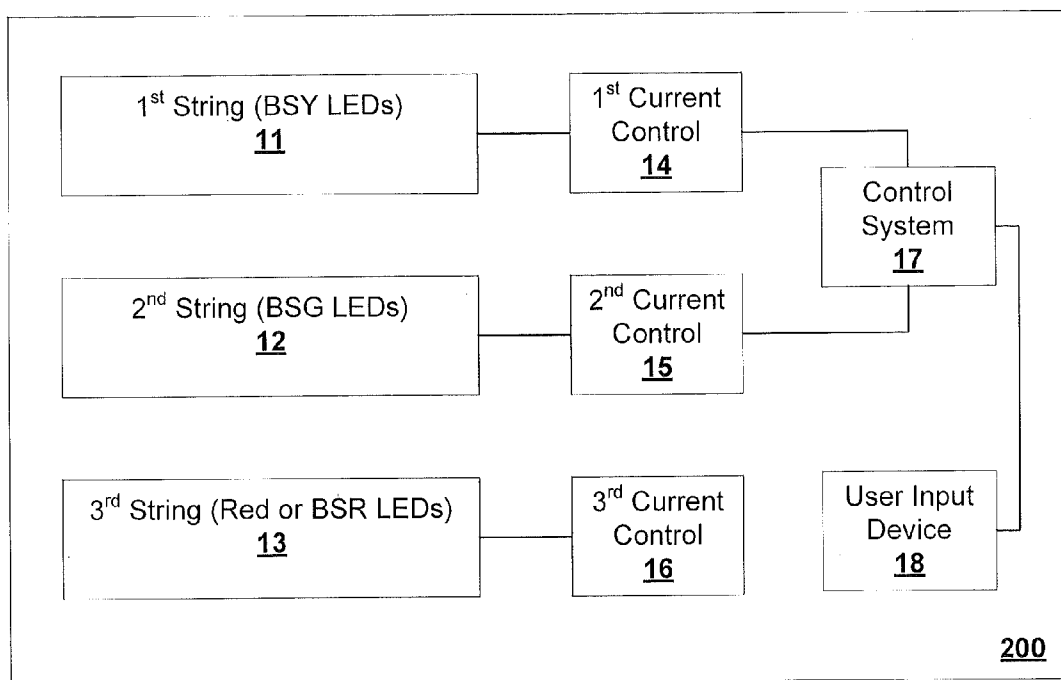 1st String (BSY LEDs)
11
1st Current
Control
14
Control
System
17
2nd String (BSG LEDs)
12
2nd Current
Control
15
3rd String (Red or BSR LEDs)
13
3rd Current
Control
16
User Input
Device
18
200